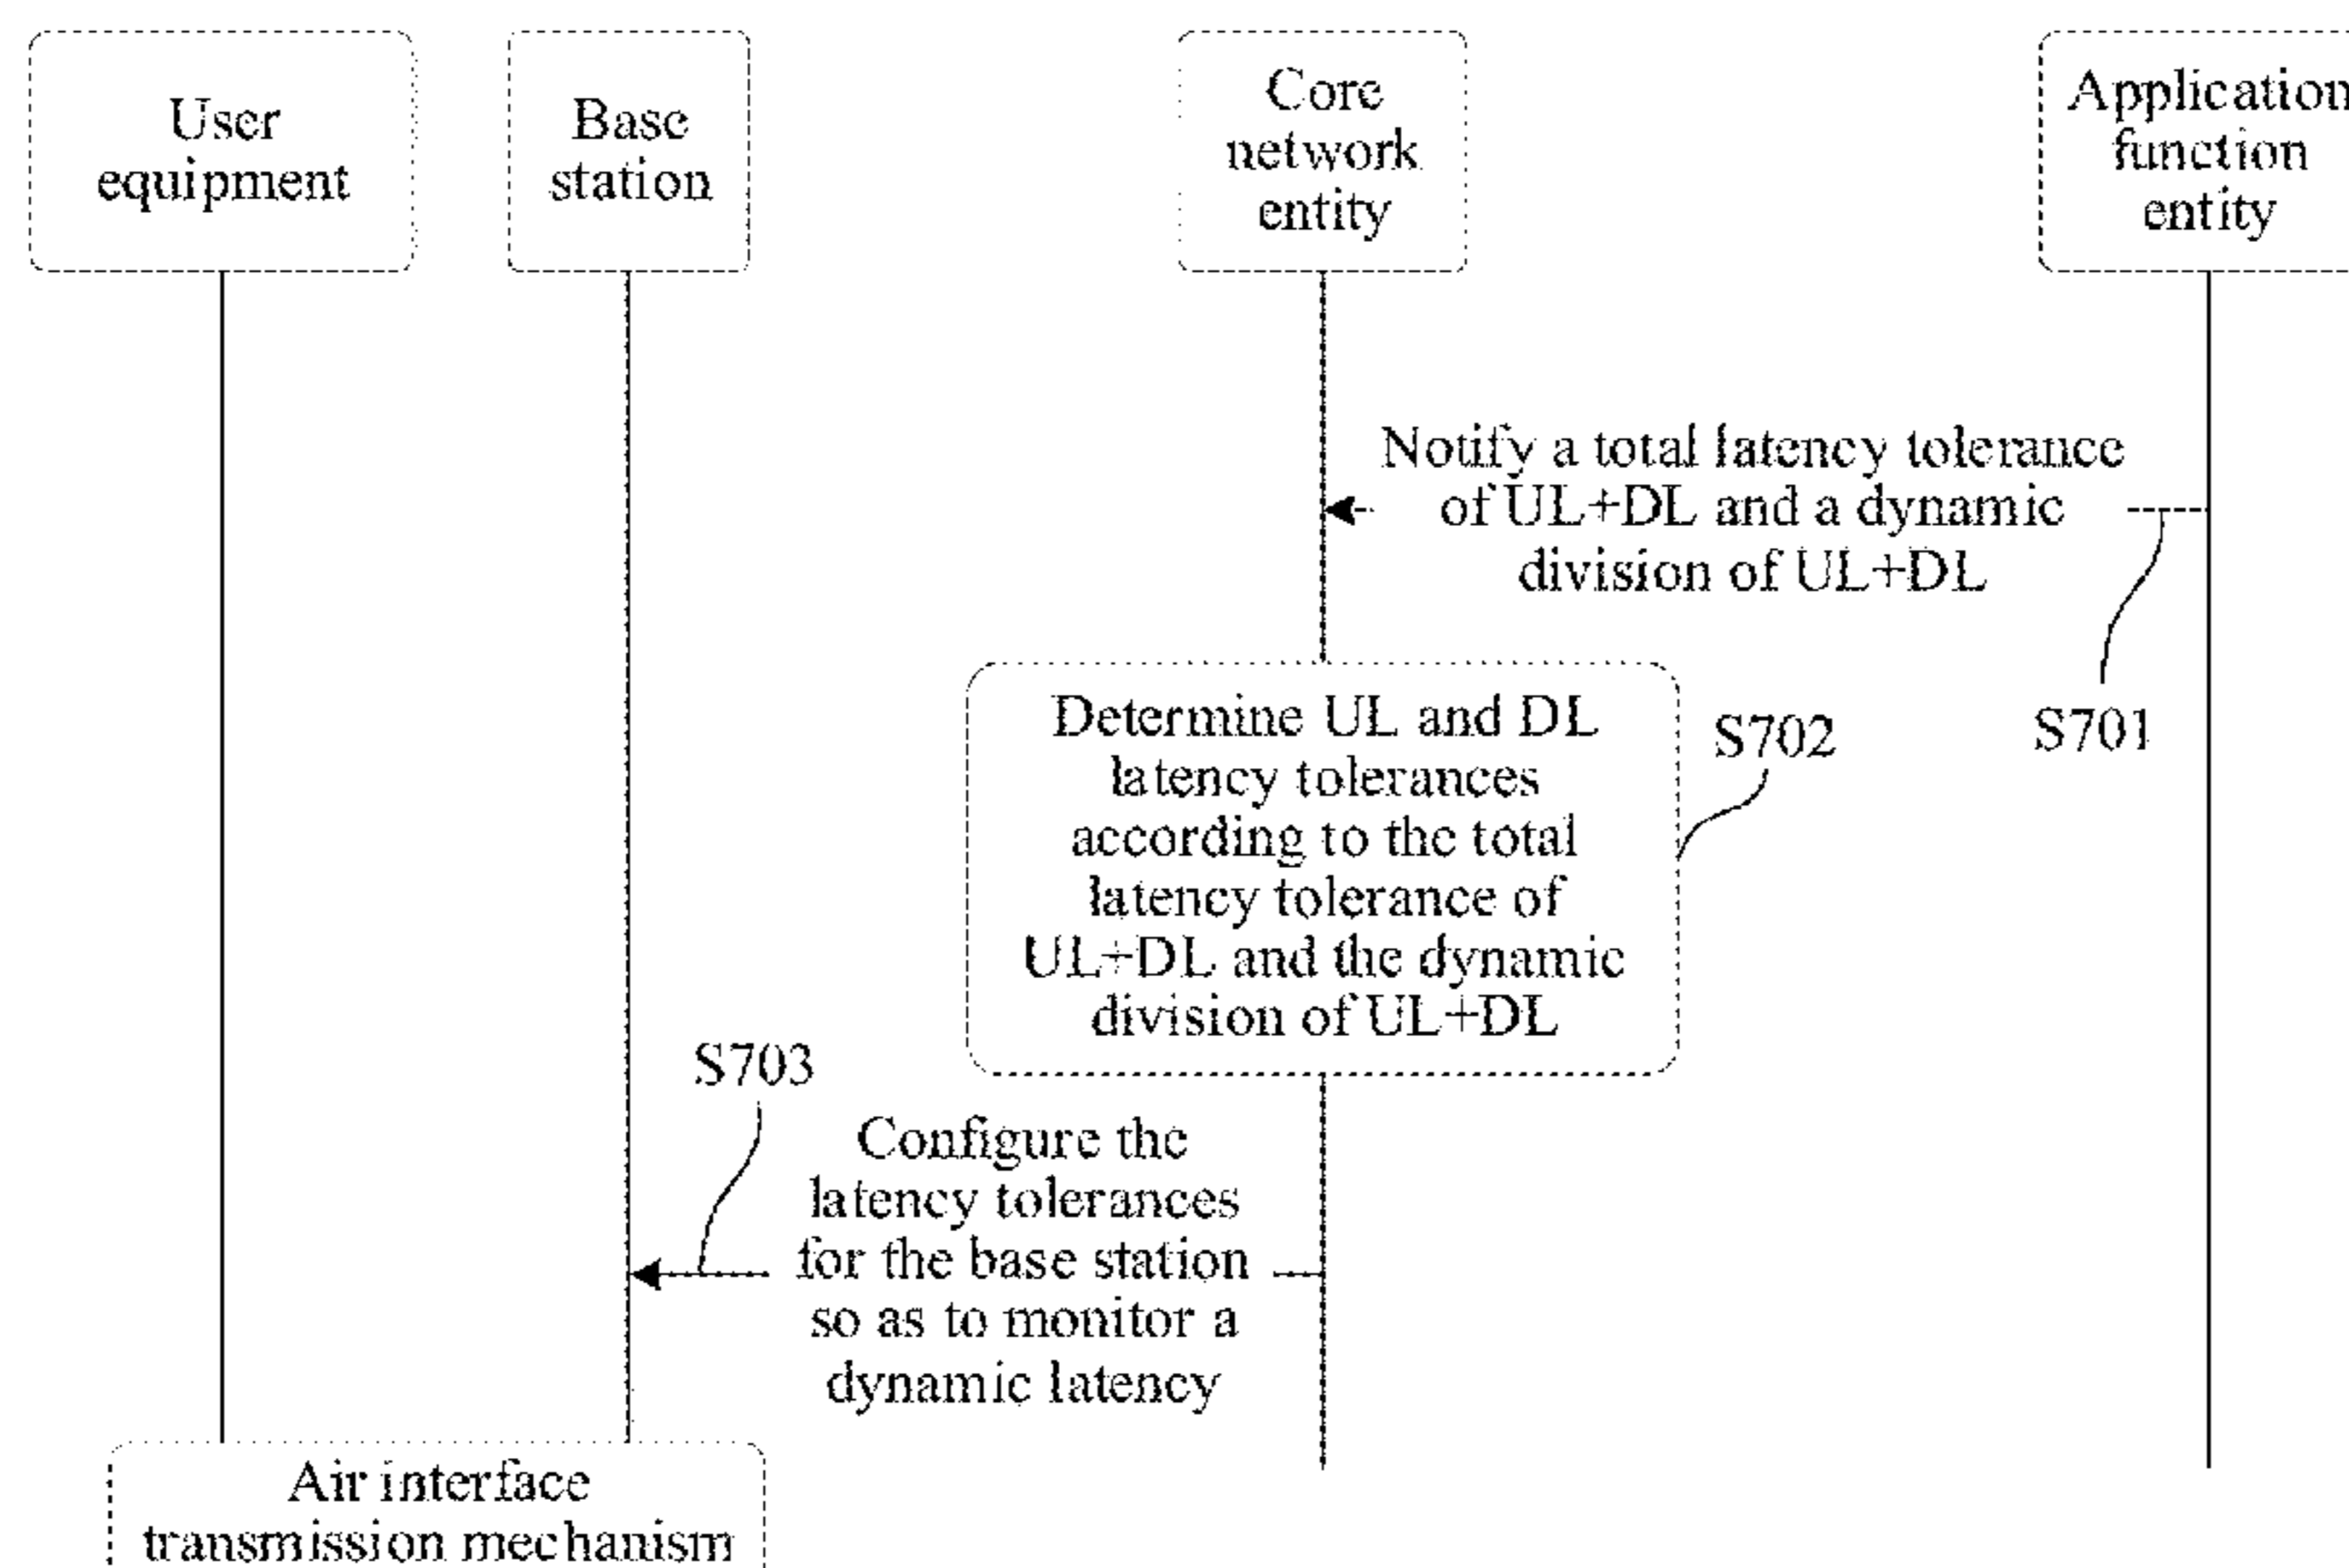 User
equipment
Base
station
Core
network
entity
Application
function
entity
Notify a total latency tolerance
of UL+DL and a dynamic
division of UL+DL
S701
Determine UL and DL
latency tolerances
according to the total
latency tolerance of
UL+DL and the dynamic
division of UL+DL
S702
S703
Configure the
latency tolerances
for the base station
so as to monitor a
dynamic latency
Air interface
transmission mechanism